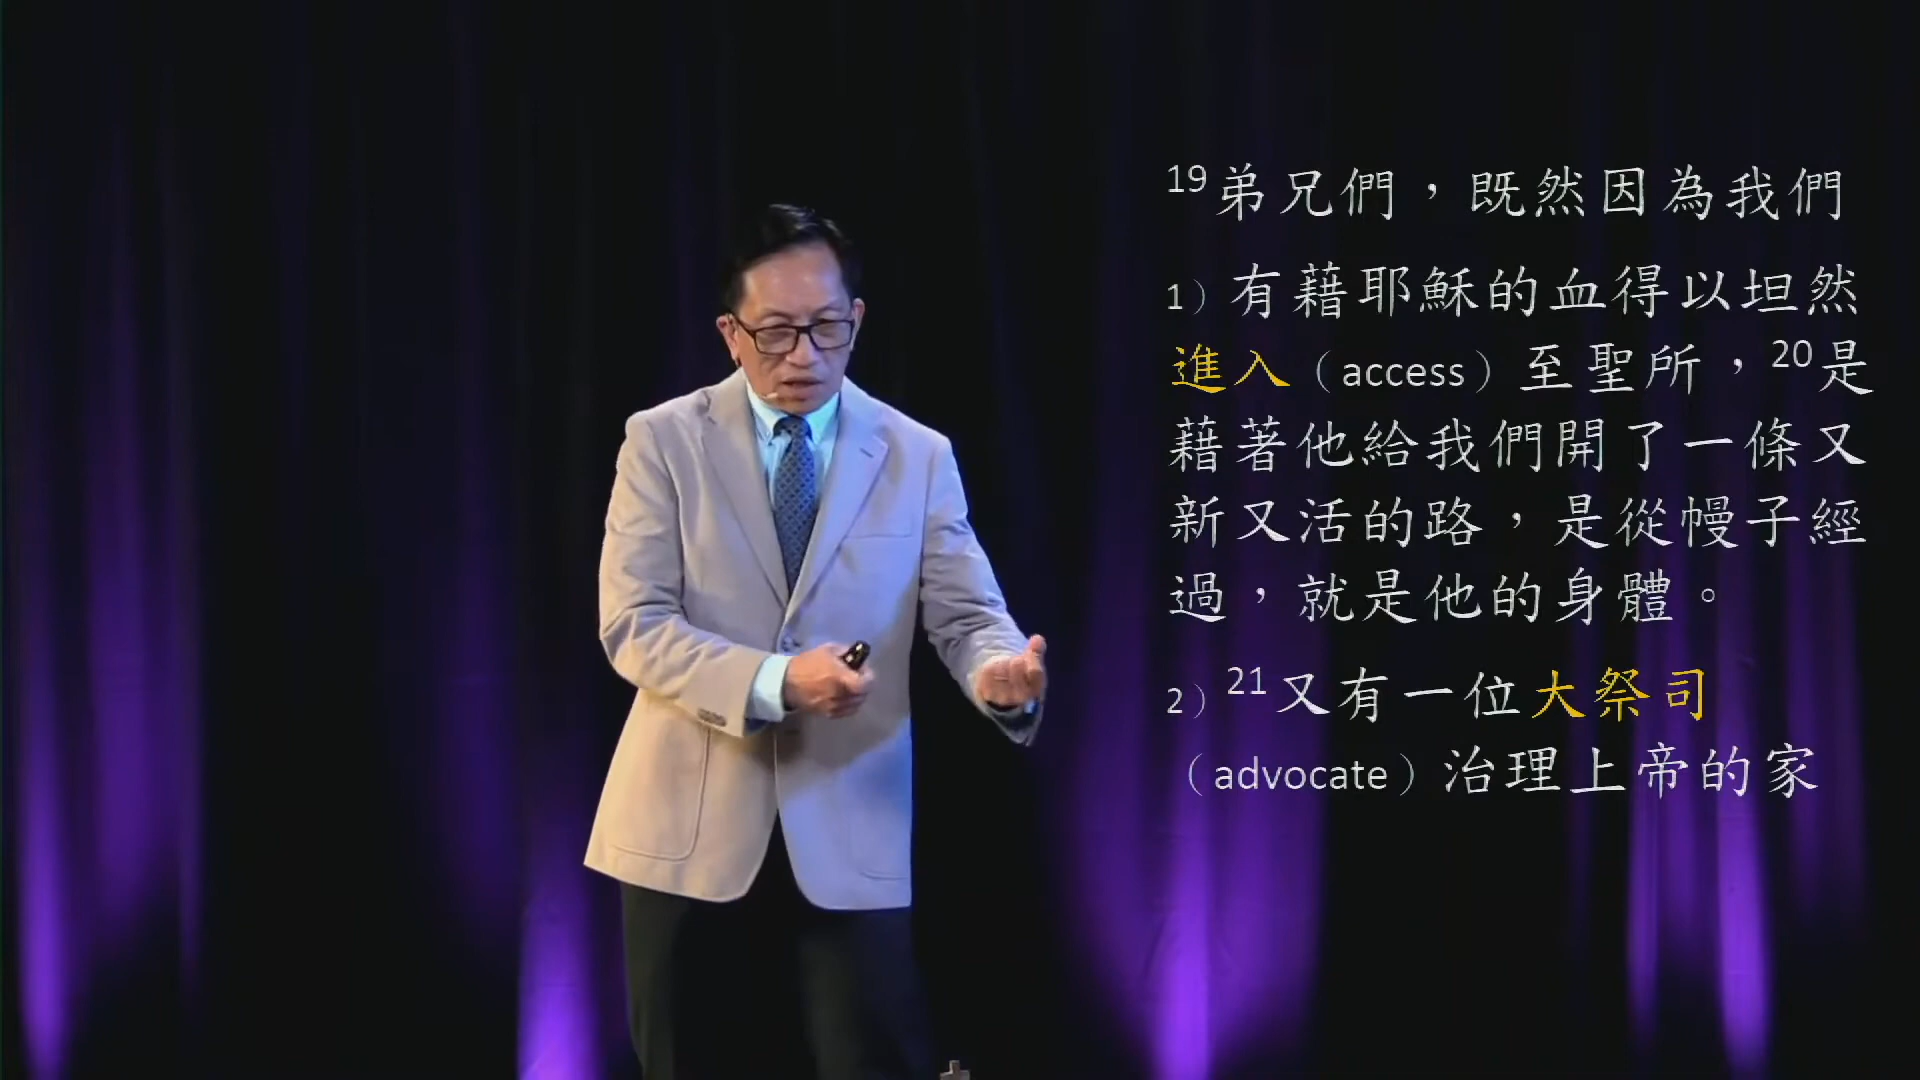 19弟兄們，既然因為我們
1）有藉耶穌的血得以坦然
進入（access）至聖所，20是
藉著他給我們開了一條又
新又活的路，是從幔子經
過，就是他的身體。
2）21又有一位大祭司
（advocate）治理上帝的家